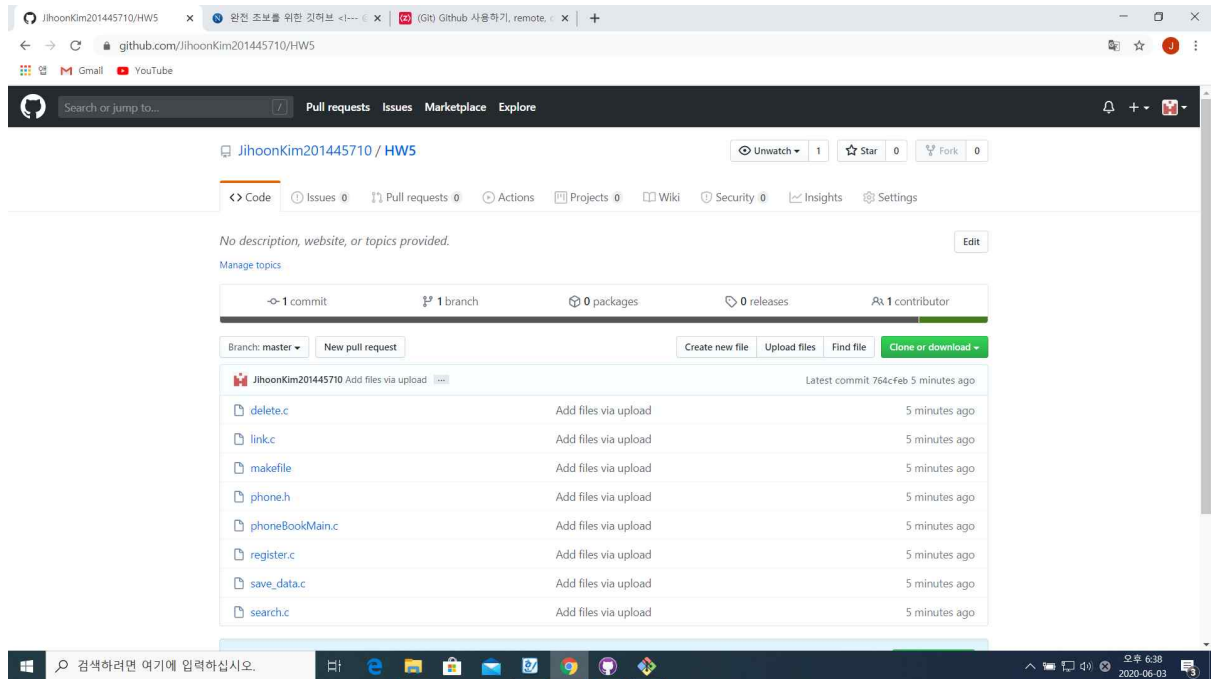 JihoonKim201445710/HW5
완전 초보를 위한 깃허브 <!---
(Git) Github 사용하기, remote,
github.com/JihoonKim201445710/HW5
앱 Gmail YouTube
Search or jump to... / Pull requests Issues Marketplace Explore
JihoonKim201445710 / HW5 Unwatch 1 Star 0 Fork 0
Code Issues 0 Pull requests 0 Actions Projects 0 Wiki Security 0 Insights Settings
No description, website, or topics provided. Edit
Manage topics
1 commit 1 branch 0 packages 0 releases 1 contributor
Branch: master New pull request Create new file Upload files Find file Clone or download
JihoonKim201445710 Add files via upload ... Latest commit 764cfeb 5 minutes ago
delete.c Add files via upload 5 minutes ago
link.c Add files via upload 5 minutes ago
makefile Add files via upload 5 minutes ago
phone.h Add files via upload 5 minutes ago
phoneBookMain.c Add files via upload 5 minutes ago
register.c Add files via upload 5 minutes ago
save_data.c Add files via upload 5 minutes ago
search.c Add files via upload 5 minutes ago
검색하려면 여기에 입력하십시오.
오후 6:38
2020-06-03
3